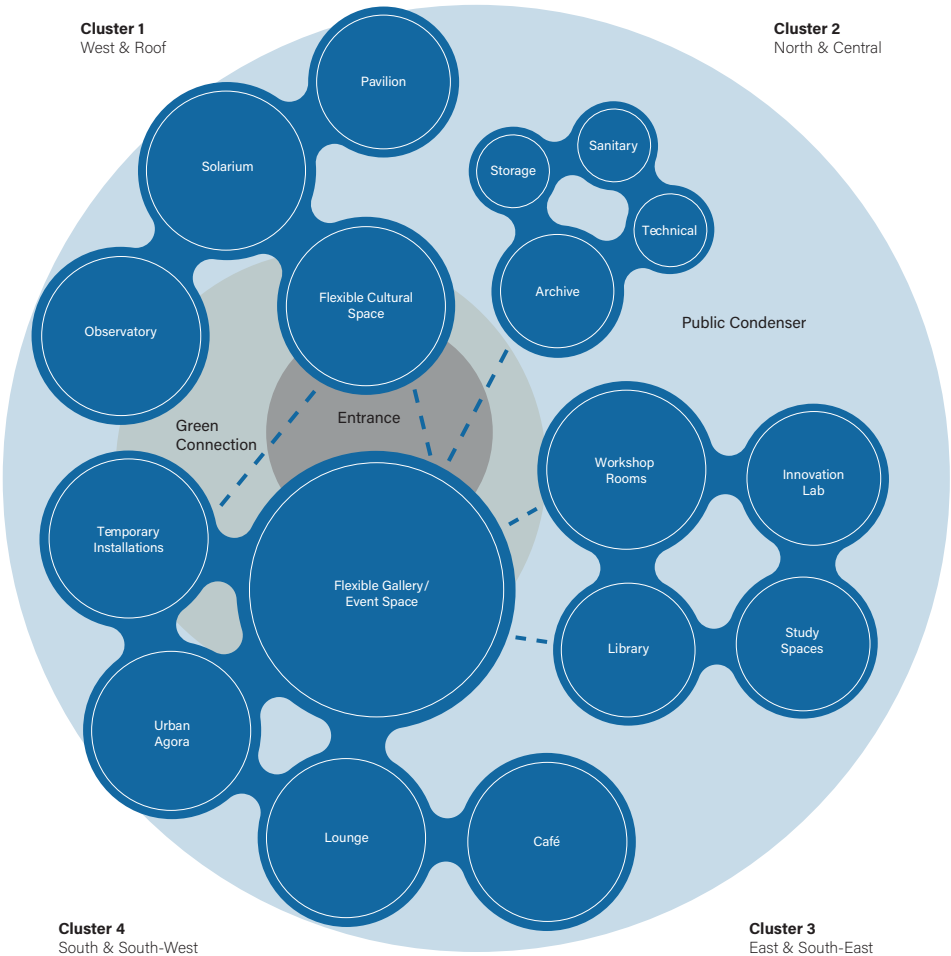 Cluster 1
West & Roof
Cluster 2
North & Central
Pavilion
Solarium
Sanitary
Storage
Technical
Archive
Flexible Cultural
Space
Observatory
Public Condenser
Entrance
Green
Connection
Workshop
Rooms
Innovation
Lab
Temporary
Installations
Flexible Gallery/
Event Space
Library
Study
Spaces
Urban
Agora
Lounge
Café
Cluster 4
South & South-West
Cluster 3
East & South-East